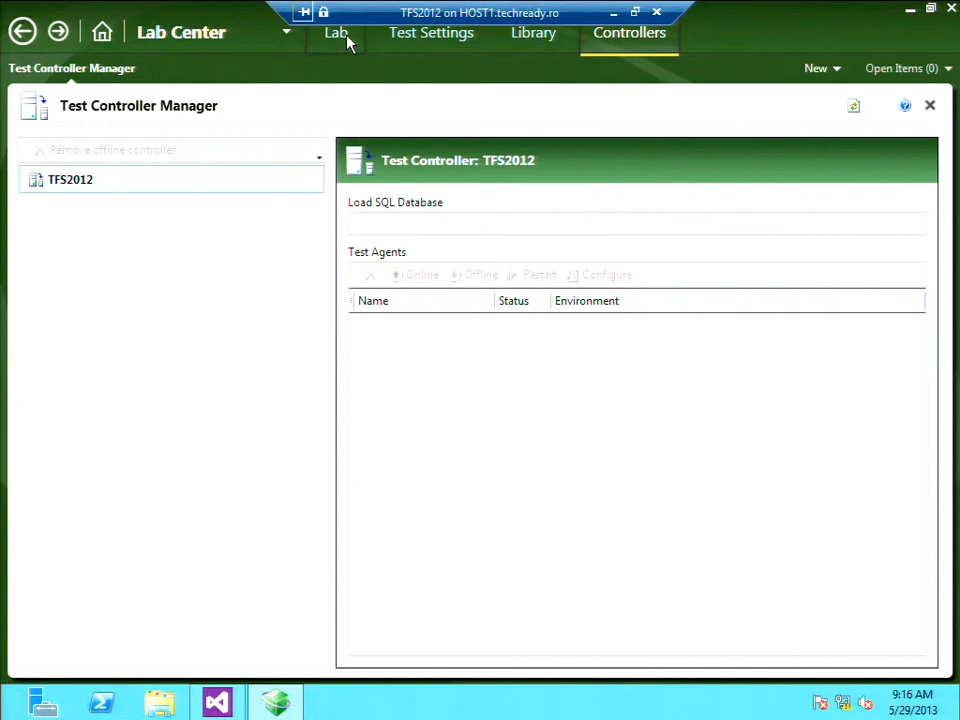 TFS2012 on HOST1.techready.ro
Lab Center
Lab
Test Settings
Library
Controllers
Test Controller Manager
New
Open Items (0)
Test Controller Manager
Remove offline controller
TFS2012
Test Controller: TFS2012
Load SQL Database
Test Agents
Online
Offline
Restart
Configure
Name
Status
Environment
9:16 AM
5/29/2013